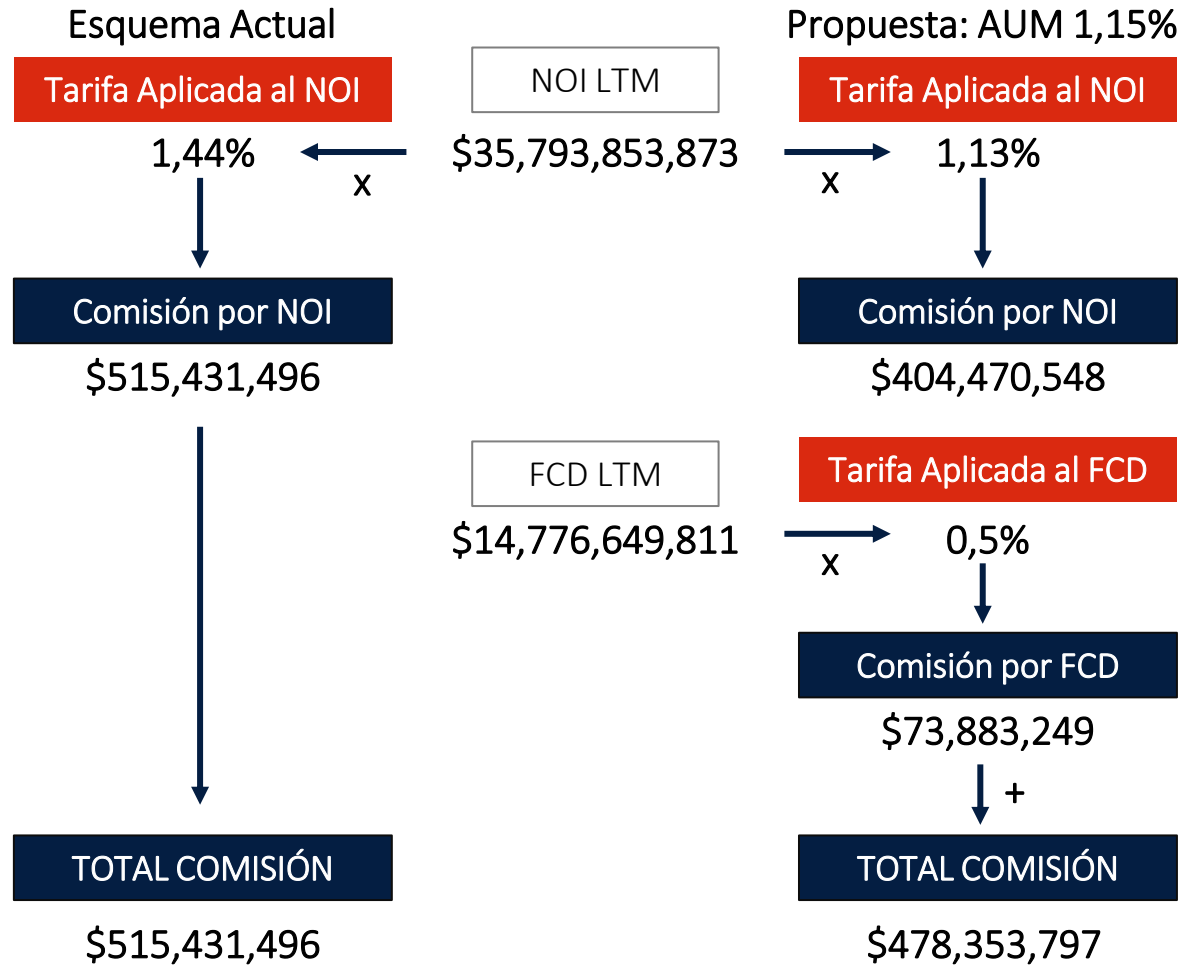 Esquema Actual
Propuesta: AUM 1,15%
Tarifa Aplicada al NOI
NOI LTM
Tarifa Aplicada al NOI
1,44%
x
$35,793,853,873
x
1,13%
Comisión por NOI
Comisión por NOI
$515,431,496
$404,470,548
FCD LTM
Tarifa Aplicada al FCD
$14,776,649,811
x
0,5%
Comisión por FCD
$73,883,249
+
TOTAL COMISIÓN
TOTAL COMISIÓN
$515,431,496
$478,353,797